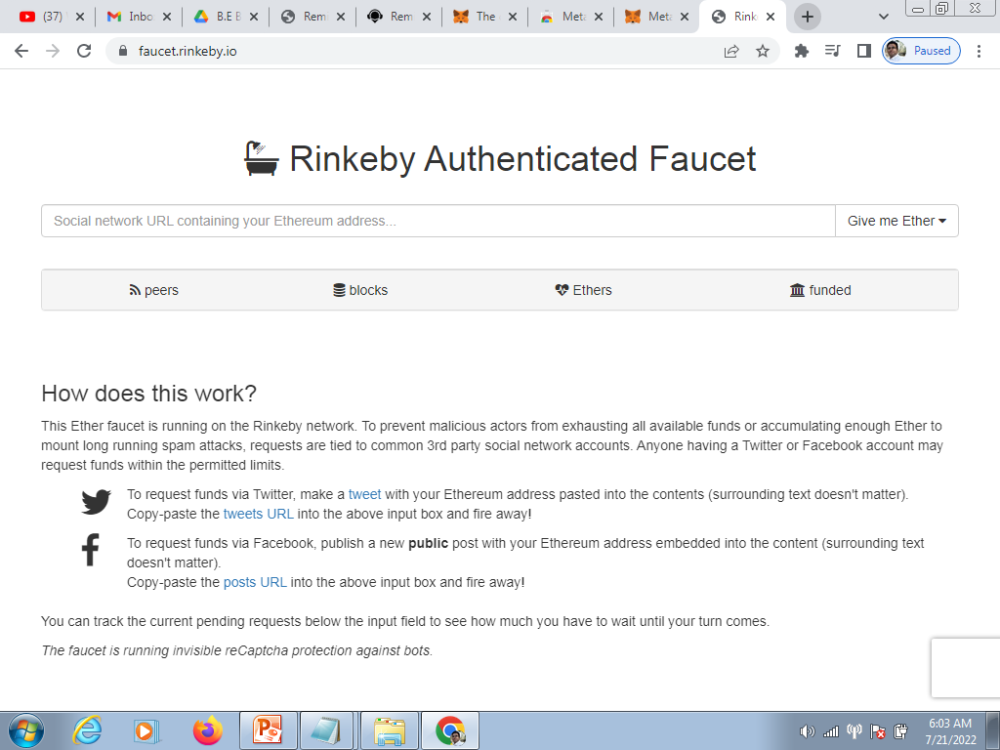 (37)
Inbo
B.E B
Rem
Rem
The
Meta
Meta
Rink
faucet.rinkeby.io
Paused
Rinkeby Authenticated Faucet
Social network URL containing your Ethereum address...
Give me Ether
peers
blocks
Ethers
funded
How does this work?
This Ether faucet is running on the Rinkeby network. To prevent malicious actors from exhausting all available funds or accumulating enough Ether to
mount long running spam attacks, requests are tied to common 3rd party social network accounts. Anyone having a Twitter or Facebook account may
request funds within the permitted limits.
To request funds via Twitter, make a tweet with your Ethereum address pasted into the contents (surrounding text doesn't matter).
Copy-paste the tweets URL into the above input box and fire away!
To request funds via Facebook, publish a new public post with your Ethereum address embedded into the content (surrounding text
doesn't matter).
Copy-paste the posts URL into the above input box and fire away!
You can track the current pending requests below the input field to see how much you have to wait until your turn comes.
The faucet is running invisible reCaptcha protection against bots.
6:03 AM
7/21/2022